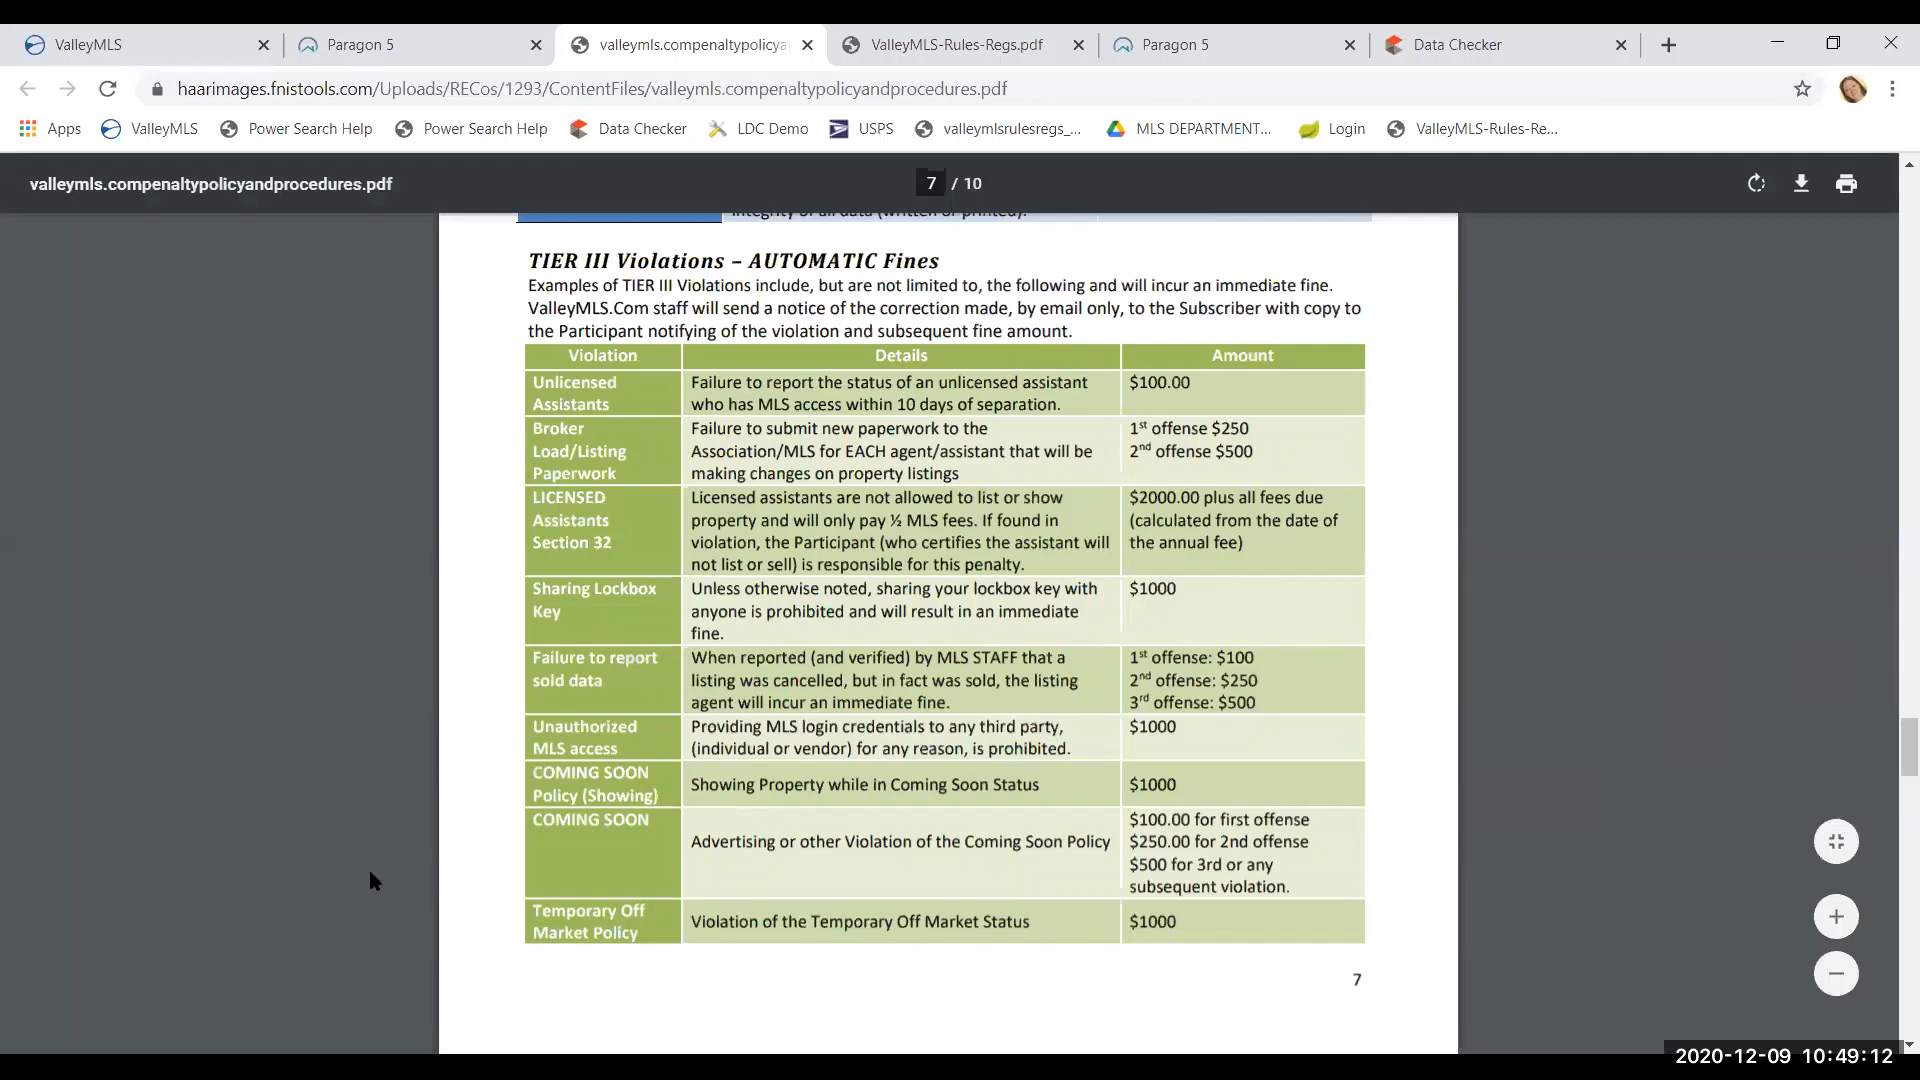 ValleyMLS
Paragon 5
valleymls.compenaltypolicya
ValleyMLS-Rules-Regs.pdf
Paragon 5
Data Checker
haarimages.fnistools.com/Uploads/RECos/1293/ContentFiles/valleymls.compenaltypolicyandprocedures.pdf
Apps
ValleyMLS
Power Search Help
Power Search Help
Data Checker
LDC Demo
USPS
valleymlsrulesregs_...
MLS DEPARTMENT...
Login
ValleyMLS-Rules-Re...
valleymls.compenaltypolicyandprocedures.pdf
7 / 10
integrity of all data (written or printed).
TIER III Violations – AUTOMATIC Fines
Examples of TIER III Violations include, but are not limited to, the following and will incur an immediate fine.
ValleyMLS.Com staff will send a notice of the correction made, by email only, to the Subscriber with copy to
the Participant notifying of the violation and subsequent fine amount.
Violation
Details
Amount
Unlicensed
Assistants
Failure to report the status of an unlicensed assistant
who has MLS access within 10 days of separation.
$100.00
Broker
Load/Listing
Paperwork
Failure to submit new paperwork to the
Association/MLS for EACH agent/assistant that will be
making changes on property listings
1st offense $250
2nd offense $500
LICENSED
Assistants
Section 32
Licensed assistants are not allowed to list or show
property and will only pay ½ MLS fees. If found in
violation, the Participant (who certifies the assistant will
not list or sell) is responsible for this penalty.
$2000.00 plus all fees due
(calculated from the date of
the annual fee)
Sharing Lockbox
Key
Unless otherwise noted, sharing your lockbox key with
anyone is prohibited and will result in an immediate
fine.
$1000
Failure to report
sold data
When reported (and verified) by MLS STAFF that a
listing was cancelled, but in fact was sold, the listing
agent will incur an immediate fine.
1st offense: $100
2nd offense: $250
3rd offense: $500
Unauthorized
MLS access
Providing MLS login credentials to any third party,
(individual or vendor) for any reason, is prohibited.
$1000
COMING SOON
Policy (Showing)
Showing Property while in Coming Soon Status
$1000
COMING SOON
Advertising or other Violation of the Coming Soon Policy
$100.00 for first offense
$250.00 for 2nd offense
$500 for 3rd or any
subsequent violation.
Temporary Off
Market Policy
Violation of the Temporary Off Market Status
$1000
7
2020-12-09 10:49:12